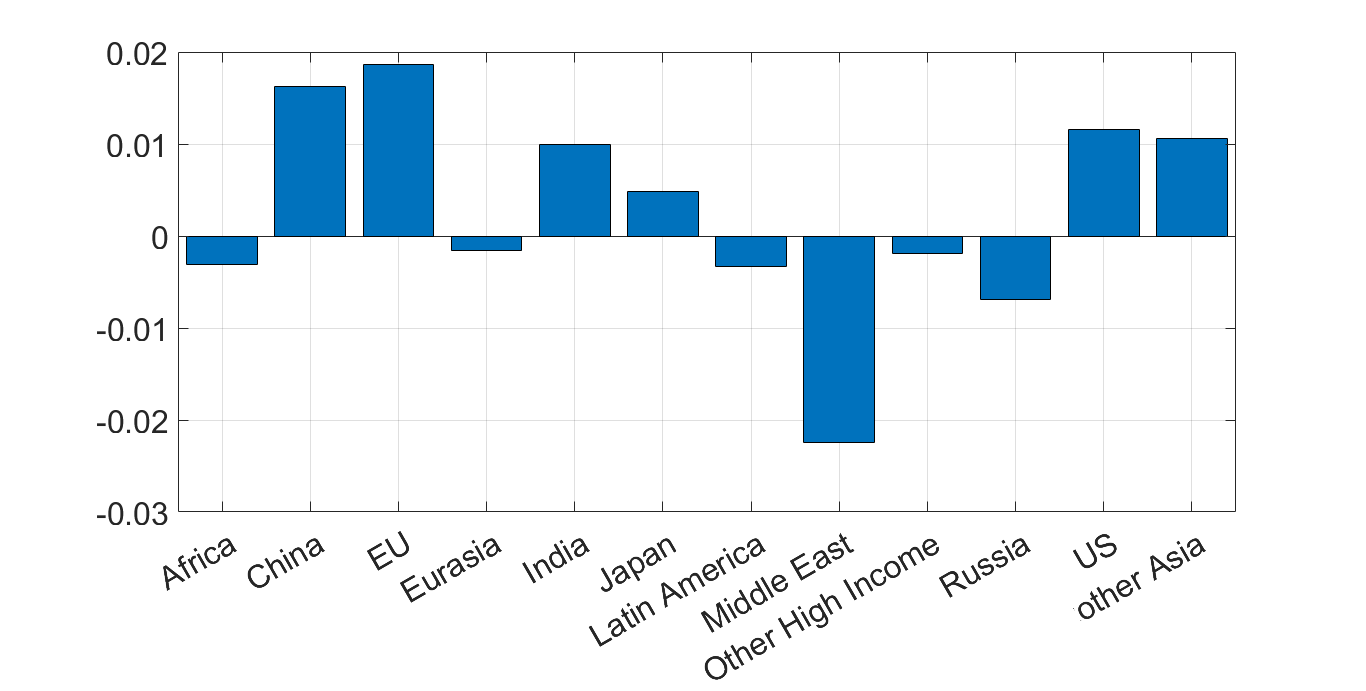 0.02
0.01
0
-0.01
-0.02
-0.03
Africa
China
EU
Eurasia
India
Japan
Latin America
Middle East
Other High Income
Russia
US
other Asia